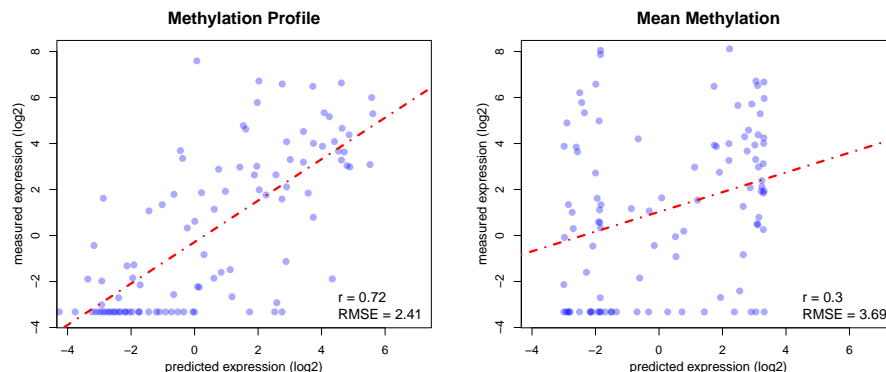 Methylation Profile
measured expression (log2)
8
6
4
2
0
−2
−4
r = 0.72
RMSE = 2.41
−4 −2 0 2 4 6
predicted expression (log2)
Mean Methylation
measured expression (log2)
8
6
4
2
0
−2
−4
r = 0.3
RMSE = 3.69
−4 −2 0 2 4 6
predicted expression (log2)